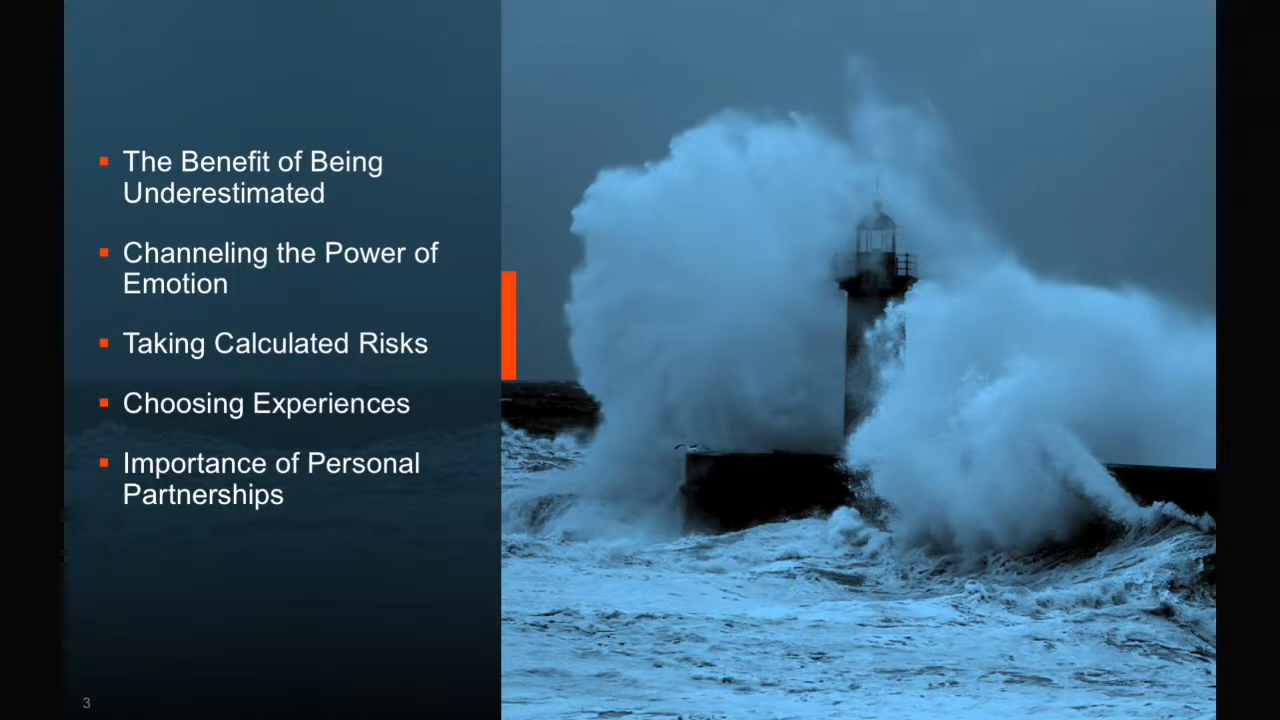 The Benefit of Being
Underestimated
Channeling the Power of
Emotion
Taking Calculated Risks
Choosing Experiences
Importance of Personal
Partnerships
3